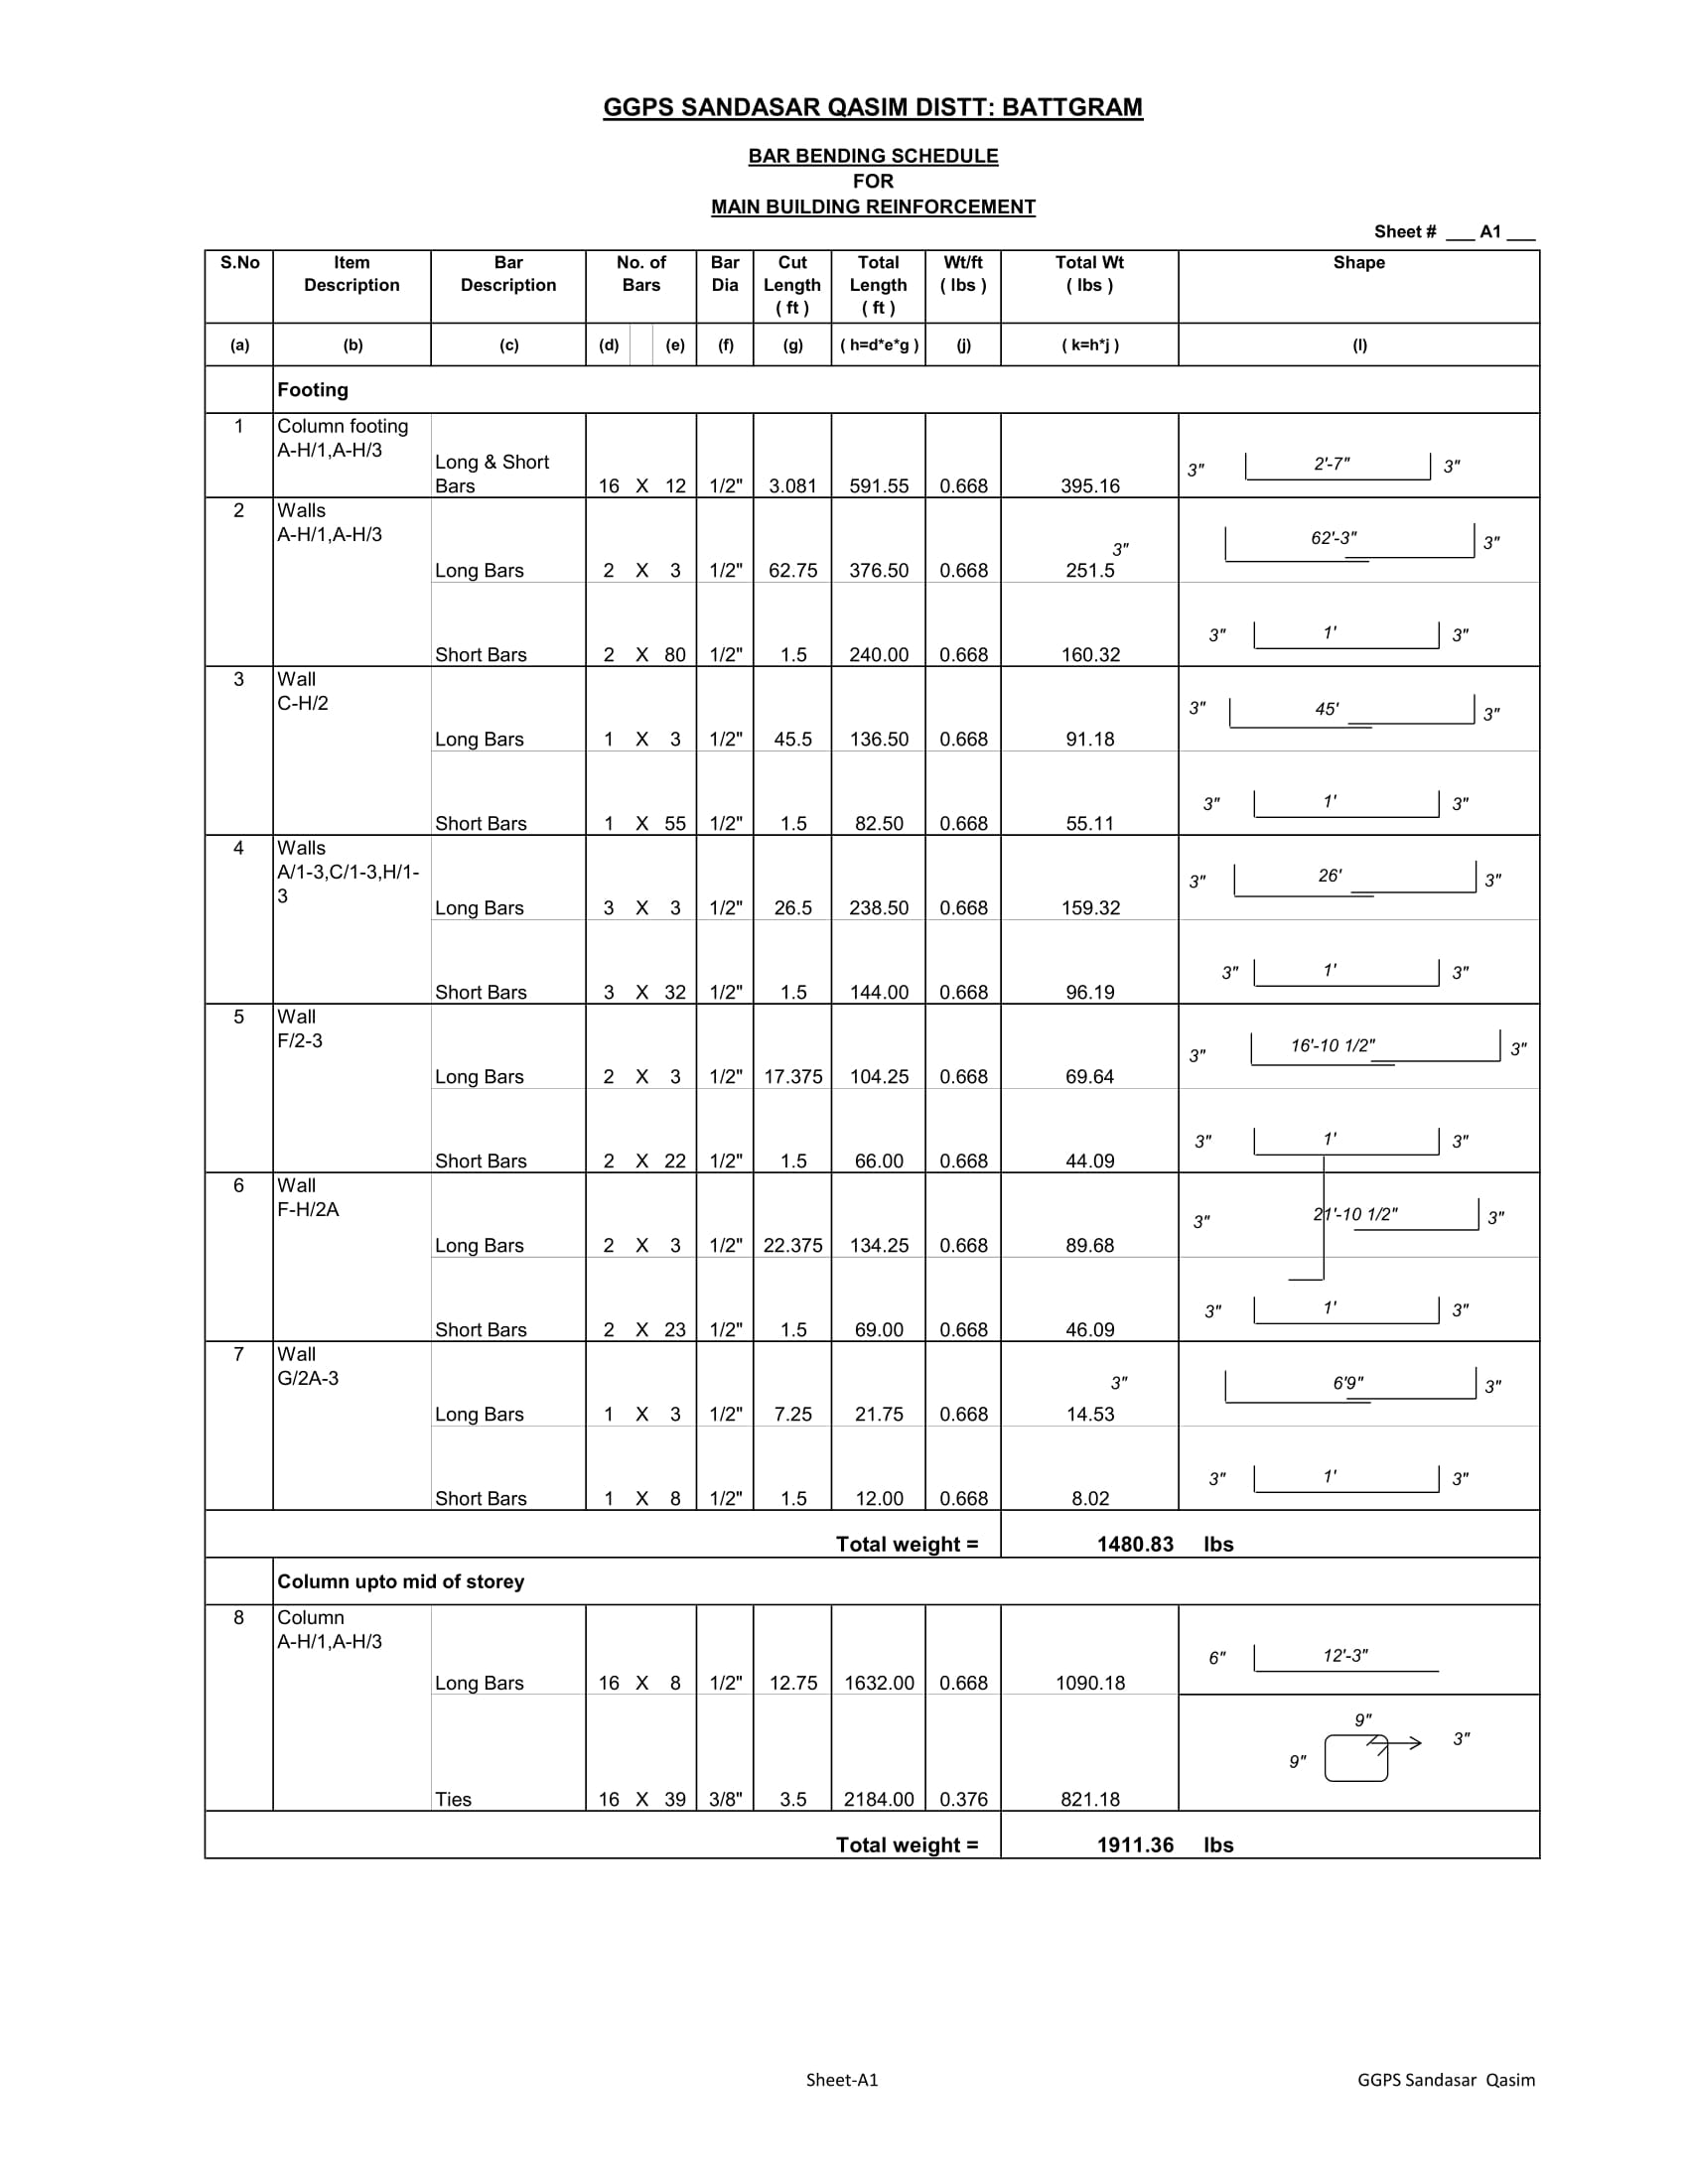 GGPS SANDASAR QASIM DISTT: BATTGRAM
BAR BENDING SCHEDULE
FOR
MAIN BUILDING REINFORCEMENT
Sheet # ___ A1 ___
S.No Item Description Bar Description No. of Bars Bar Dia Cut Length ( ft ) Total Length ( ft ) Wt/ft ( lbs ) Total Wt ( lbs ) Shape
(a) (b) (c) (d) (e) (f) (g) ( h=d*e*g ) (j) ( k=h*j ) (l)
Footing
1 Column footing
A-H/1,A-H/3
Long & Short
Bars 16 X 12 1/2" 3.081 591.55 0.668 395.16 3" 2'-7" 3"
2 Walls
A-H/1,A-H/3
Long Bars 2 X 3 1/2" 62.75 376.50 0.668 251.5 3" 62'-3" 3"
Short Bars 2 X 80 1/2" 1.5 240.00 0.668 160.32 3" 1' 3"
3 Wall
C-H/2
Long Bars 1 X 3 1/2" 45.5 136.50 0.668 91.18 3" 45' 3"
Short Bars 1 X 55 1/2" 1.5 82.50 0.668 55.11 3" 1' 3"
4 Walls
A/1-3,C/1-3,H/1-
3
Long Bars 3 X 3 1/2" 26.5 238.50 0.668 159.32 3" 26' 3"
Short Bars 3 X 32 1/2" 1.5 144.00 0.668 96.19 3" 1' 3"
5 Wall
F/2-3
Long Bars 2 X 3 1/2" 17.375 104.25 0.668 69.64 3" 16'-10 1/2" 3"
Short Bars 2 X 22 1/2" 1.5 66.00 0.668 44.09 3" 1' 3"
6 Wall
F-H/2A
Long Bars 2 X 3 1/2" 22.375 134.25 0.668 89.68 3" 21'-10 1/2" 3"
Short Bars 2 X 23 1/2" 1.5 69.00 0.668 46.09 3" 1' 3"
7 Wall
G/2A-3
Long Bars 1 X 3 1/2" 7.25 21.75 0.668 14.53 3" 6'9" 3"
Short Bars 1 X 8 1/2" 1.5 12.00 0.668 8.02 3" 1' 3"
Total weight = 1480.83 lbs
Column upto mid of storey
8 Column
A-H/1,A-H/3
Long Bars 16 X 8 1/2" 12.75 1632.00 0.668 1090.18 6" 12'-3"
9"
3"
9"
Ties 16 X 39 3/8" 3.5 2184.00 0.376 821.18
Total weight = 1911.36 lbs
Sheet-A1 GGPS Sandasar Qasim